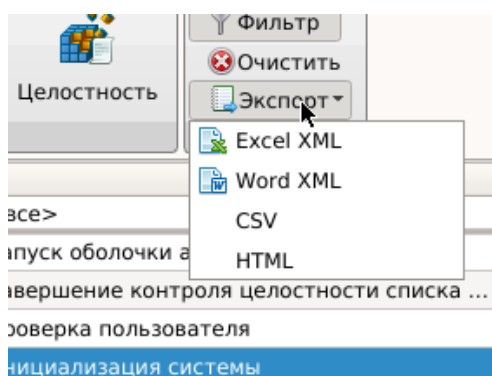 Фильтр
Очистить
Целостность
Экспорт
Excel XML
Word XML
CSV
HTML
все>
апуск оболочки а
авершение контроля целостности списка ...
роверка пользователя
нициализация системы